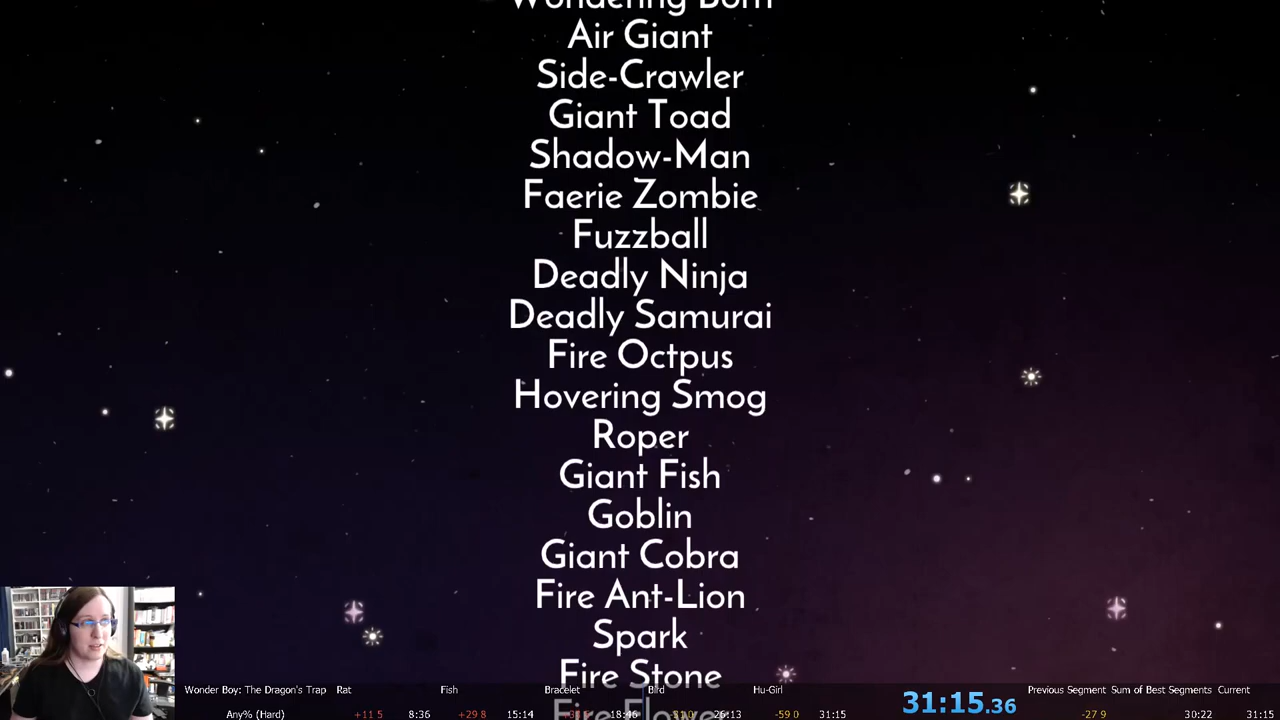 Air Giant
Side-Crawler
Giant Toad
Shadow-Man
Faerie Zombie
Fuzzball
Deadly Ninja
Deadly Samurai
Fire Octpus
Hovering Smog
Roper
Giant Fish
Goblin
Giant Cobra
Fire Ant-Lion
Spark
Fire Stone
Wonder Boy: The Dragon's Trap Rat Fish Bracelet Bird Hu-Girl 31:15.36 Previous Segment Sum of Best Segments Current
Any% (Hard) +11 5 8:36 +29 8 15:14 18:46 26:13 -59 0 31:15 -27 9 30:22 31:15